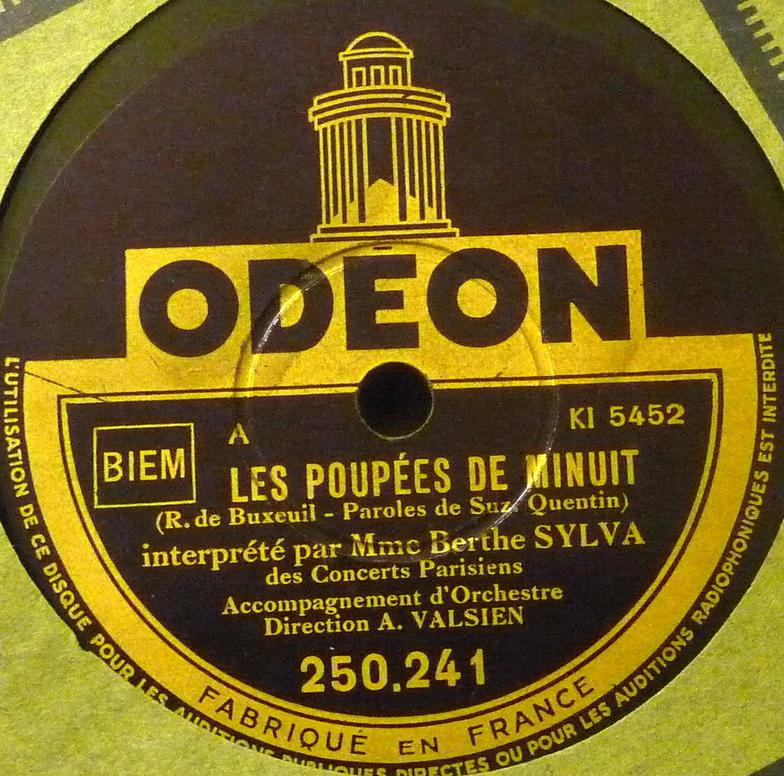 ODÉON
BIEM
A
KI 5452
LES POUPÉES DE MINUIT
(R. de Buxeuil - Paroles de Suz. Quentin)
interprété par Mme Berthe SYLVA
des Concerts Parisiens
Accompagnement d'Orchestre
Direction A. VALSIEN
250.241
FABRIQUÉ EN FRANCE
L'UTILISATION DE CE DISQUE POUR LES AUDITIONS PUBLIQUES DIRECTES OU POUR LES AUDITIONS RADIOPHONIQUES EST INTERDITE